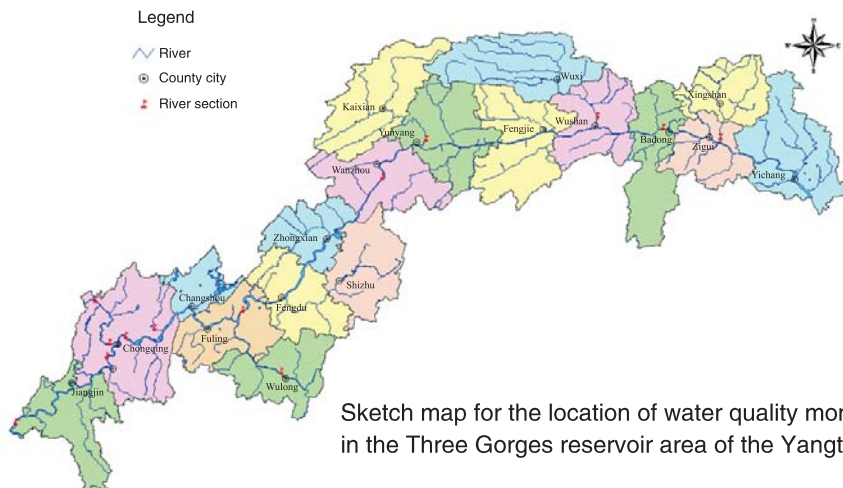 Legend
River
County city
River section
N
E
S
Wuxi
Xingshan
Kaixian
Wushan
Yunyang
Fengjie
Badong
Zigui
Wanzhou
Yichang
Zhongxian
Shizhu
Changshou
Fengdu
Fuling
Chongqing
Wulong
Jiangjin
Sketch map for the location of water quality mor
in the Three Gorges reservoir area of the Yangt